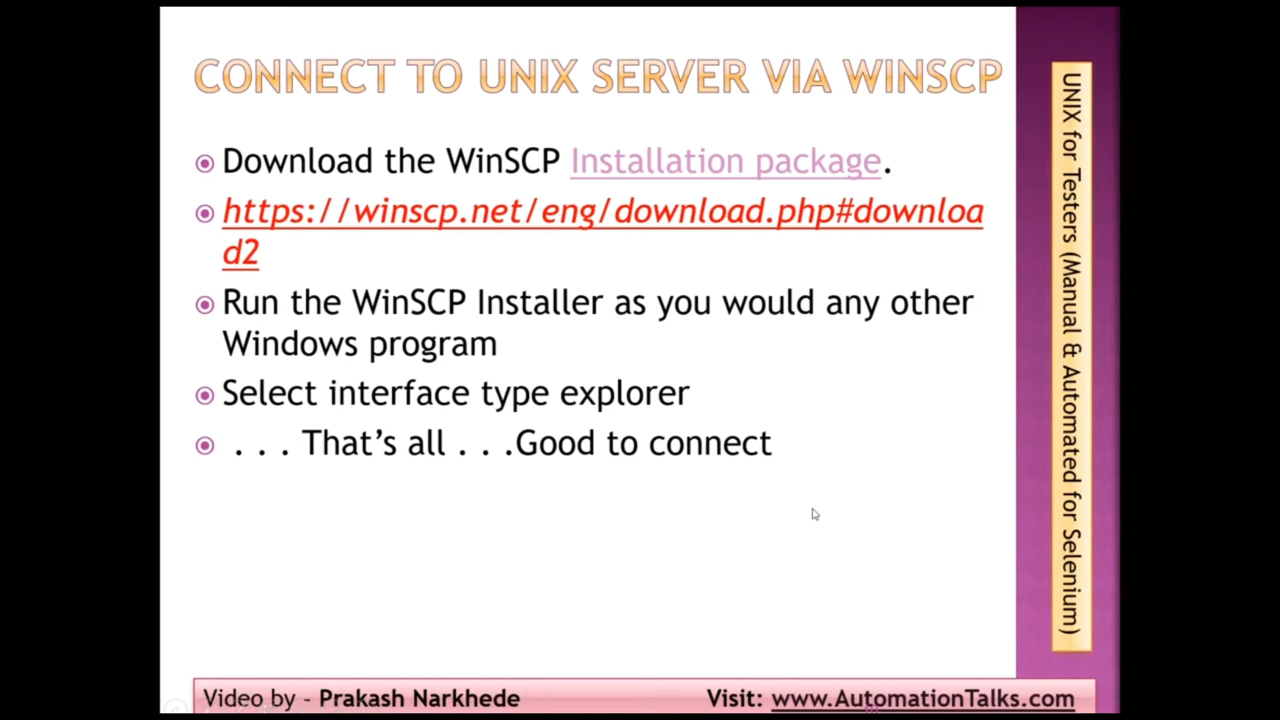 CONNECT TO UNIX SERVER VIA WINSCP
Download the WinSCP Installation package.
https://winscp.net/eng/download.php#downloa
d2
Run the WinSCP Installer as you would any other
Windows program
Select interface type explorer
. . . That’s all . . .Good to connect
UNIX for Testers (Manual & Automated for Selenium)
Video by - Prakash Narkhede
Visit: www.AutomationTalks.com